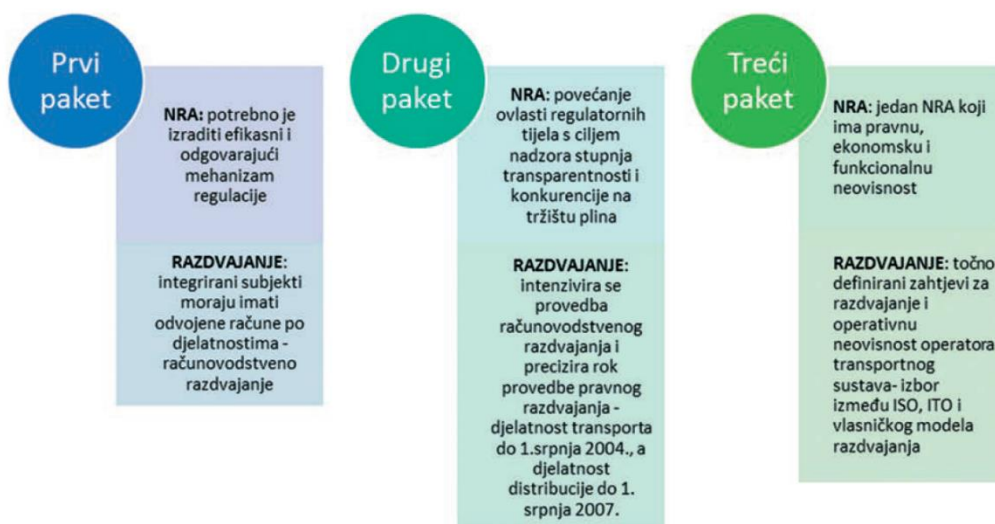 Prvi
paket
NRA: potrebno je
izraditi efikasni i
odgovarajući
mehanizam
regulacije
RAZDVAJANJE:
integrirani subjekti
moraju imati
odvojene račune po
djelatnostima -
računovodstveno
razdvajanje
Drugi
paket
NRA: povećanje
ovlasti regulatornih
tijela s ciljem
nadzora stupnja
transparentnosti i
konkurencije na
tržištu plina
RAZDVAJANJE:
intenzivira se
provedba
računovodstvenog
razdvajanja i
precizira rok
provedbe pravnog
razdvajanja -
djelatnost transporta
do 1.srpnja 2004., a
djelatnost
distribucije do 1.
srpnja 2007.
Treći
paket
NRA: jedan NRA koji
ima pravnu,
ekonomsku i
funkcionalnu
neovisnost
RAZDVAJANJE: točno
definirani zahtjevi za
razdvajanje i
operativnu
neovisnost operatora
transportnog
sustava- izbor
između ISO, ITO i
vlasničkog modela
razdvajanja